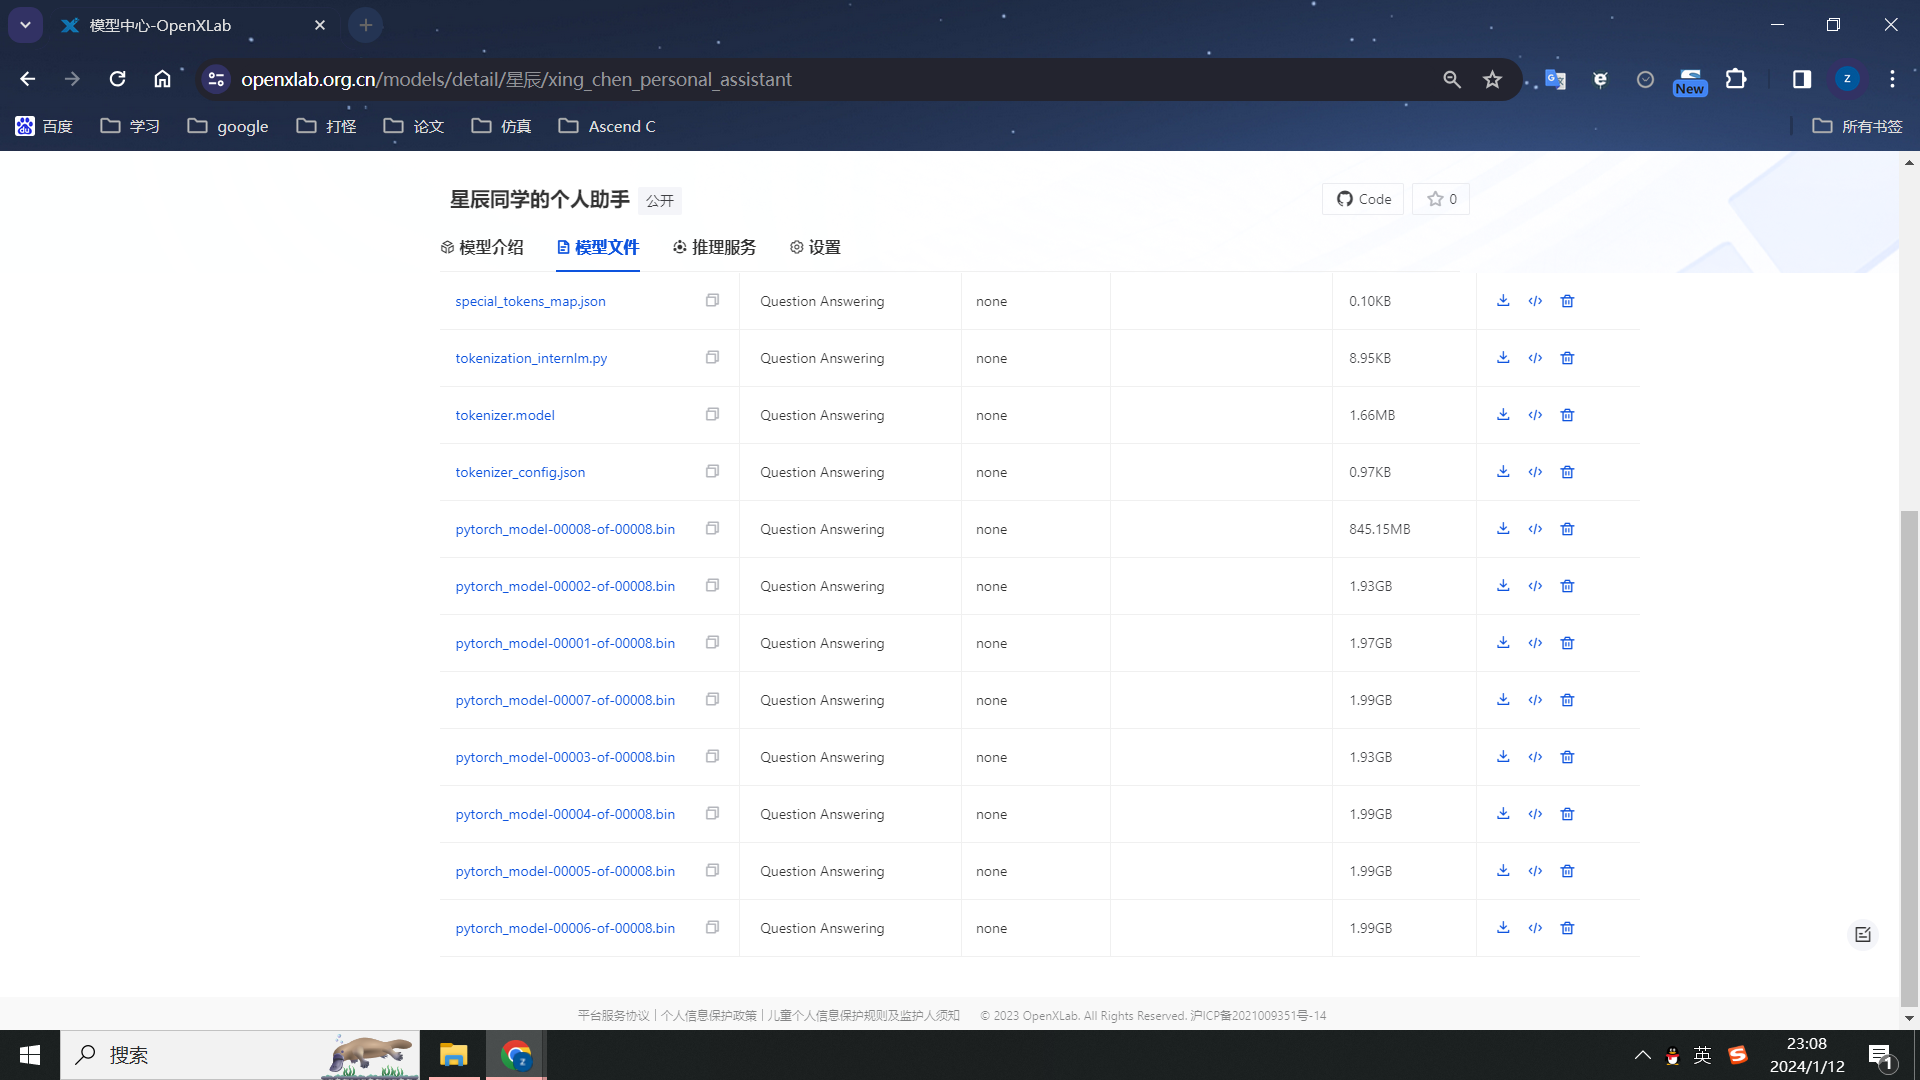 模型中心-OpenXLab
openxlab.org.cn/models/detail/星辰/xing_chen_personal_assistant
New
z
百度 学习 google 打怪 论文 仿真 Ascend C 所有书签
星辰同学的个人助手 公开 Code 0
模型介绍 模型文件 推理服务 设置
special_tokens_map.json Question Answering none 0.10KB
tokenization_internlm.py Question Answering none 8.95KB
tokenizer.model Question Answering none 1.66MB
tokenizer_config.json Question Answering none 0.97KB
pytorch_model-00008-of-00008.bin Question Answering none 845.15MB
pytorch_model-00002-of-00008.bin Question Answering none 1.93GB
pytorch_model-00001-of-00008.bin Question Answering none 1.97GB
pytorch_model-00007-of-00008.bin Question Answering none 1.99GB
pytorch_model-00003-of-00008.bin Question Answering none 1.93GB
pytorch_model-00004-of-00008.bin Question Answering none 1.99GB
pytorch_model-00005-of-00008.bin Question Answering none 1.99GB
pytorch_model-00006-of-00008.bin Question Answering none 1.99GB
平台服务协议 | 个人信息保护政策 | 儿童个人信息保护规则及监护人须知 © 2023 OpenXLab. All Rights Reserved. 沪ICP备2021009351号-14
搜索
英
23:08
2024/1/12
1